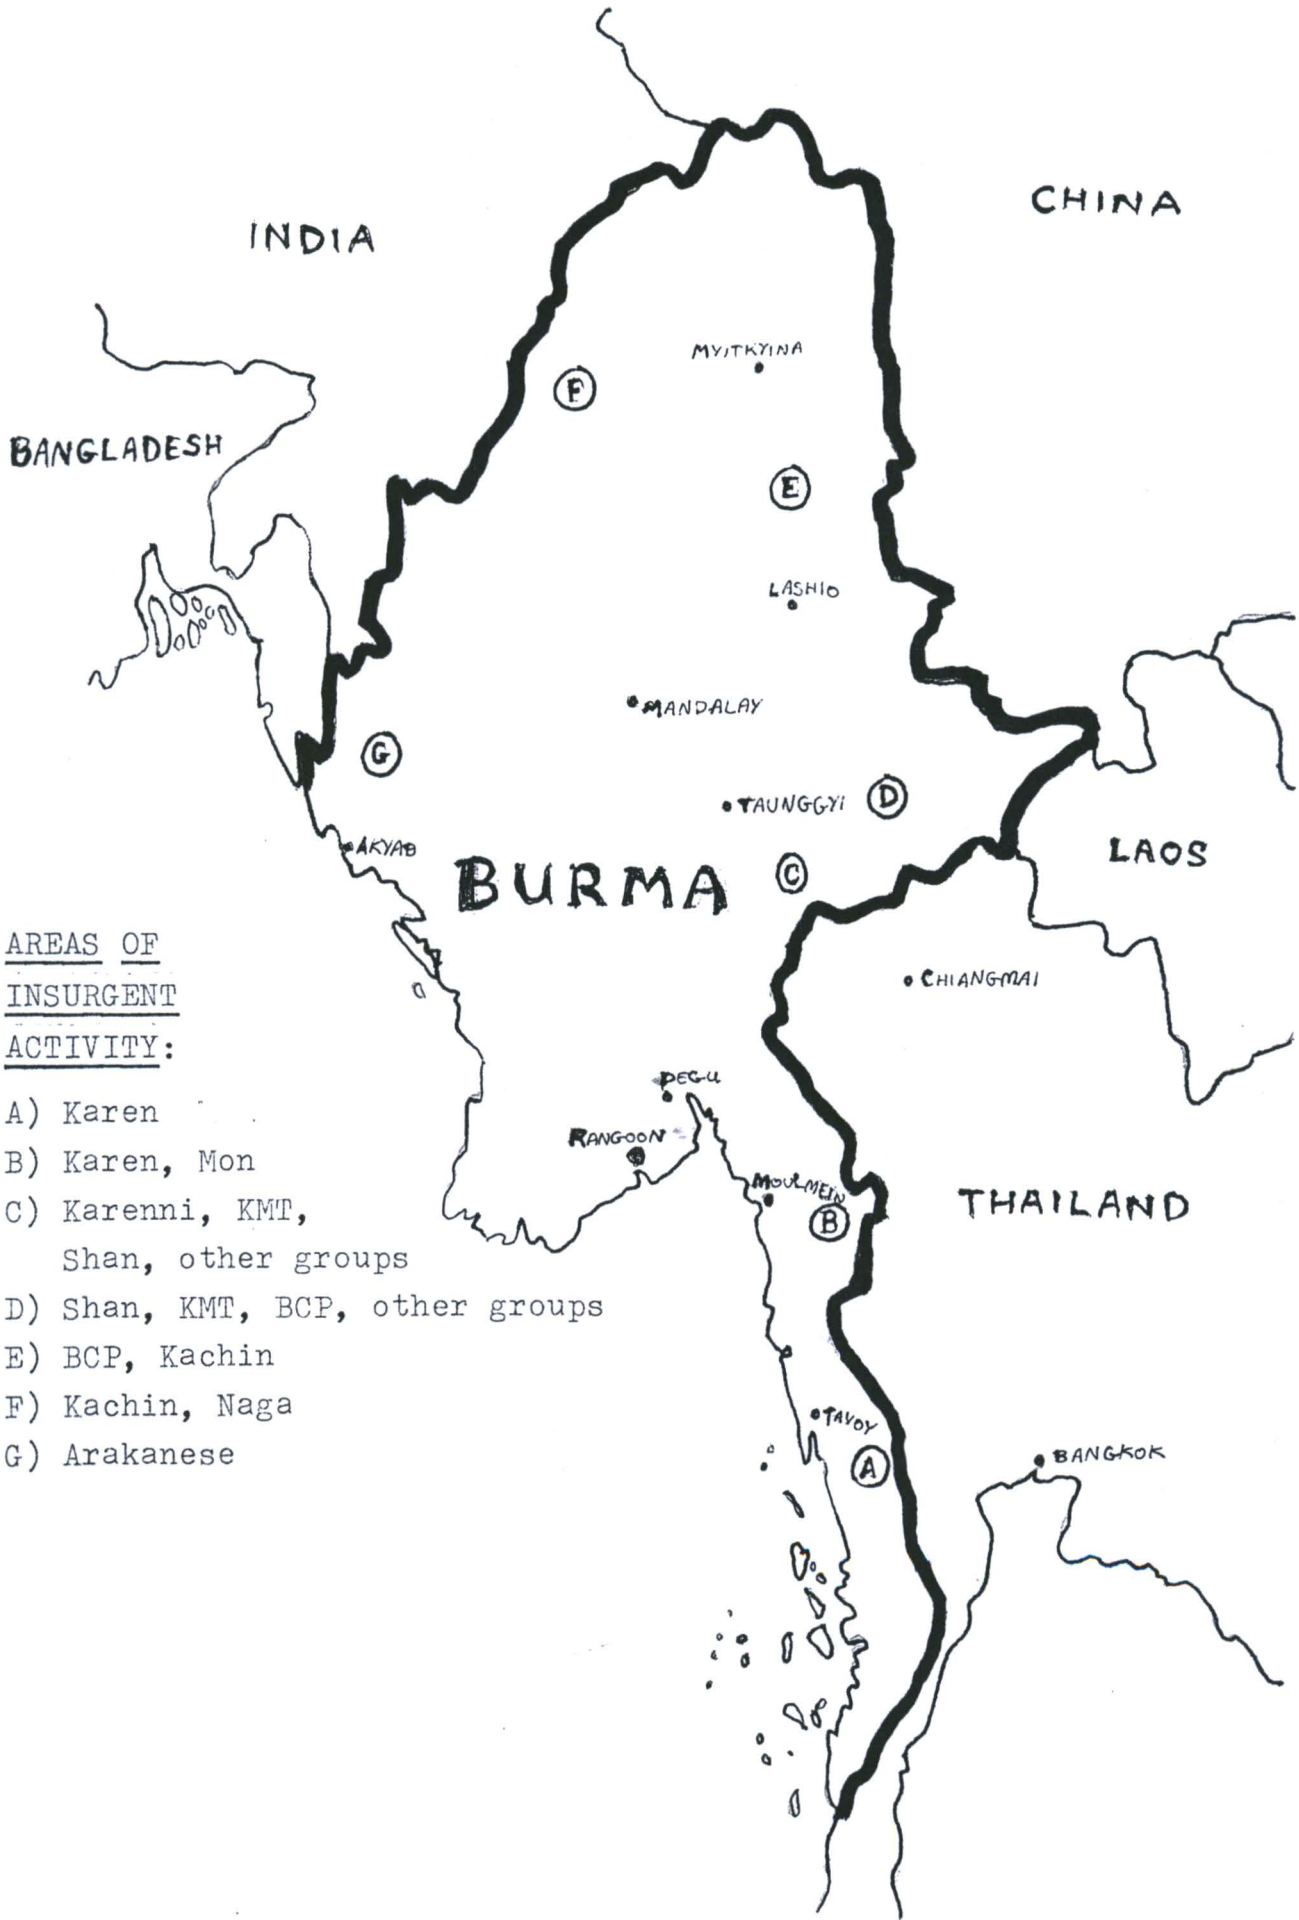 CHINA
INDIA
MYITKYINA
F
BANGLADESH
E
LASHIO
MANDALAY
G
TAUNGGYI
D
AKYAB
BURMA
C
LAOS
CHIANGMAI
AREAS OF
INSURGENT
ACTIVITY:
A) Karen
B) Karen, Mon
C) Karenni, KMT,
Shan, other groups
D) Shan, KMT, BCP, other groups
E) BCP, Kachin
F) Kachin, Naga
G) Arakanese
PEGU
RANGOON
MOULMEIN
B
THAILAND
TAVOY
A
BANGKOK